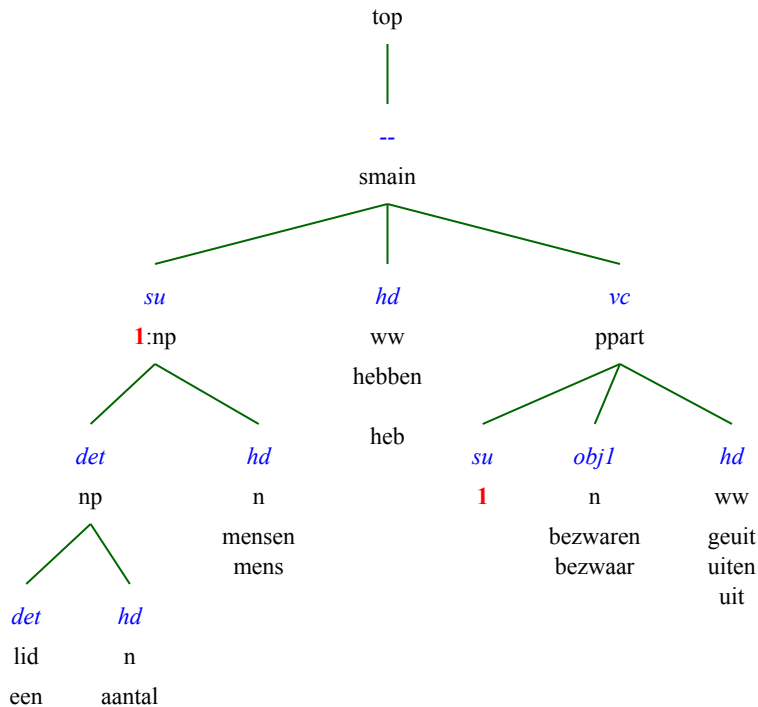 top
--
smain
su hd vc
1:np ww ppart
hebben
heb
det hd su obj1 hd
np n 1 n ww
mensen bezwaren geuit
mens bezwaar uiten
uit
det hd
lid n
een aantal